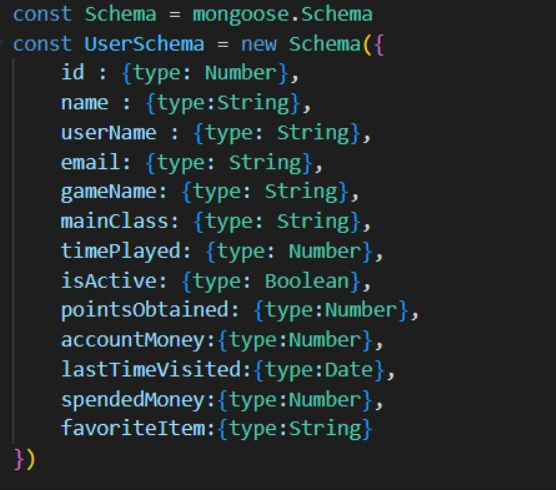 const Schema = mongoose.Schema
const UserSchema = new Schema({
    id : {type: Number},
    name : {type:String},
    userName : {type: String},
    email: {type: String},
    gameName: {type: String},
    mainClass: {type: String},
    timePlayed: {type: Number},
    isActive: {type: Boolean},
    pointsObtained: {type:Number},
    accountMoney:{type:Number},
    lastTimeVisited:{type:Date},
    spendedMoney:{type:Number},
    favoriteItem:{type:String}
})